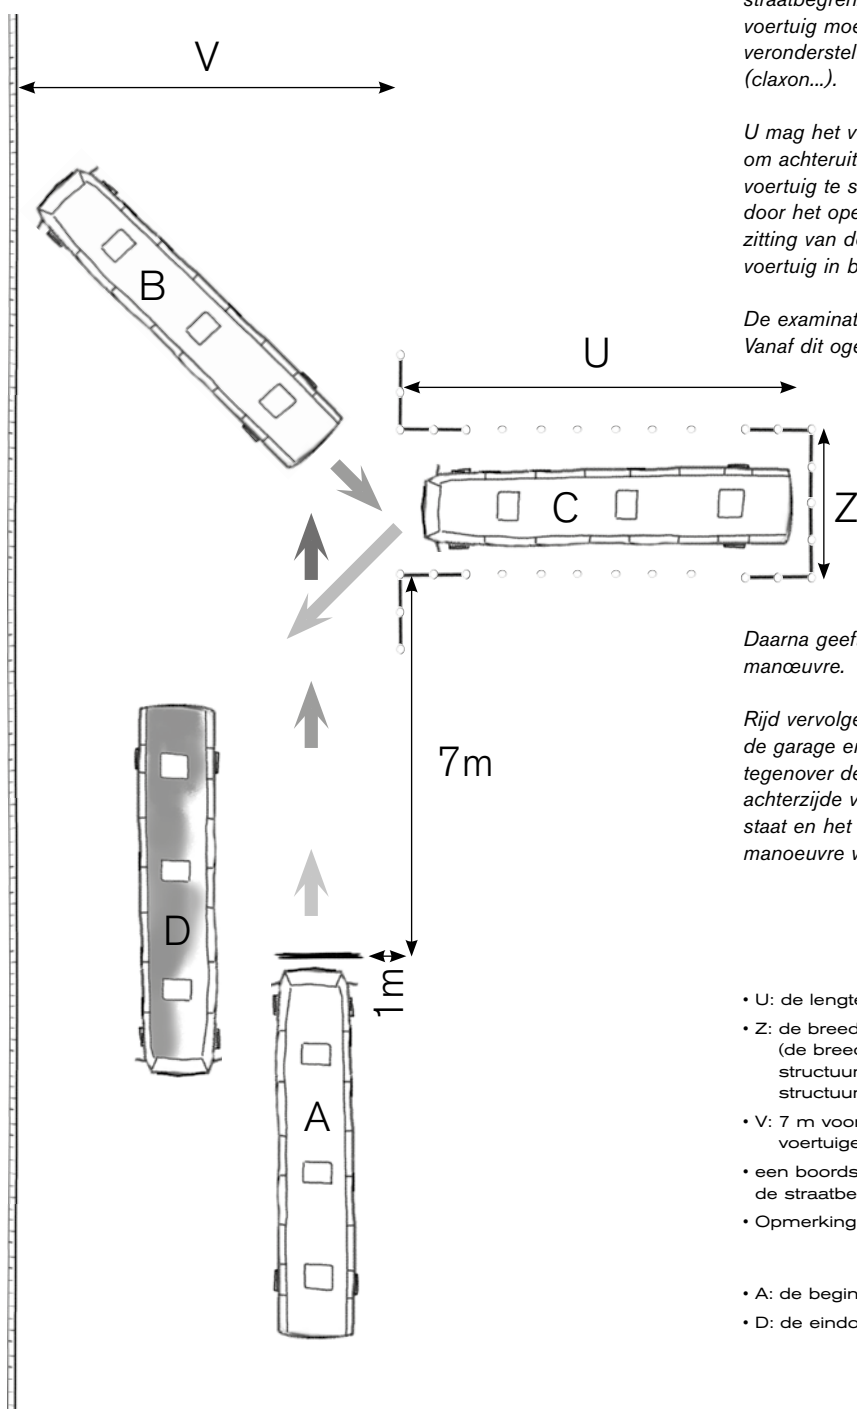 straatbegren
voertuig moe
veronderstel
(claxon...).
U mag het v
om achteruit
voertuig te s
door het ope
zitting van de
voertuig in b
De examinat
Vanaf dit oge
V
B
U
C
Z
7m
D
1m
A
Daarna geeft
manœuvre.
Rijd vervolge
de garage en
tegenover de
achterzijde v
staat en het
manoeuvre v
• U: de lengte
• Z: de breed
(de breed
structuur
structuur
• V: 7 m voor
voertuige
• een boords
de straatbe
• Opmerking
• A: de begin
• D: de eindo